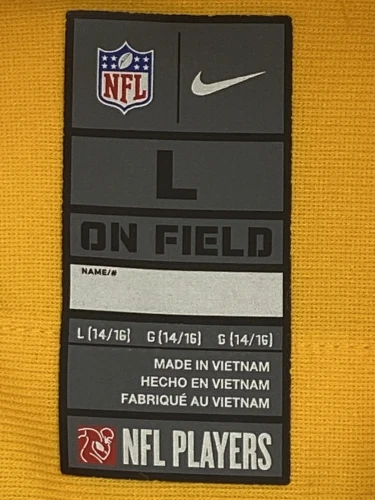 NFL
L
ON FIELD
NAME/#
L (14/16) G (14/16) G (14/16)
MADE IN VIETNAM
HECHO EN VIETNAM
FABRIQUÉ AU VIETNAM
NFL PLAYERS